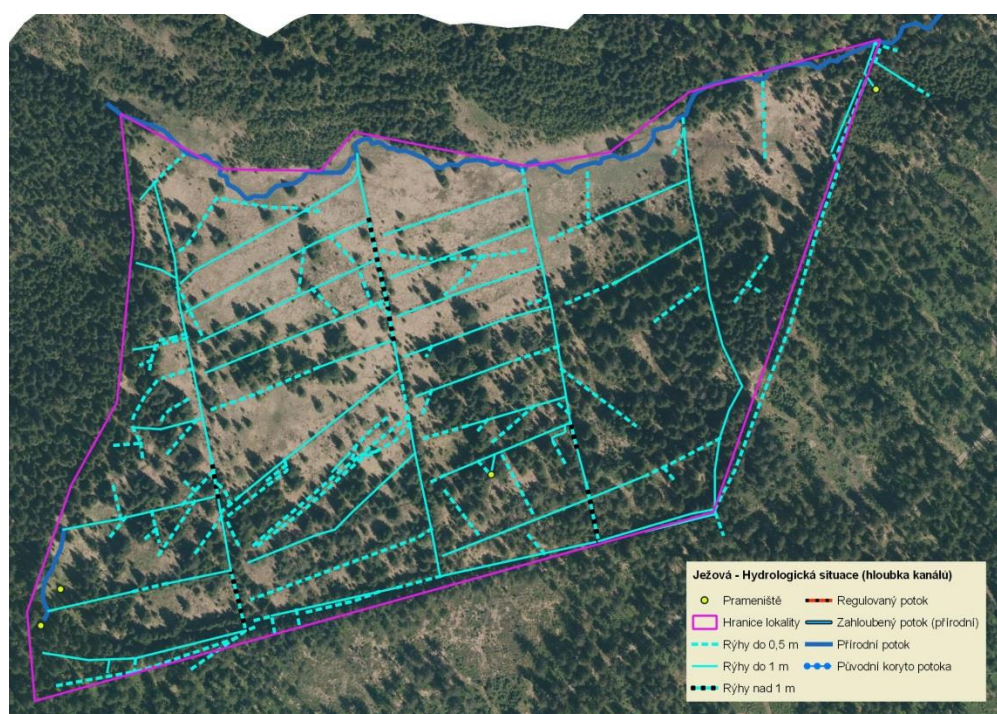 Ježová - Hydrologická situace (hloubka kanálů)
Prameniště
Regulovaný potok
Hranice lokality
Zahloubený potok (přírodní)
Rýhy do 0,5 m
Přírodní potok
Rýhy do 1 m
Původní koryto potoka
Rýhy nad 1 m